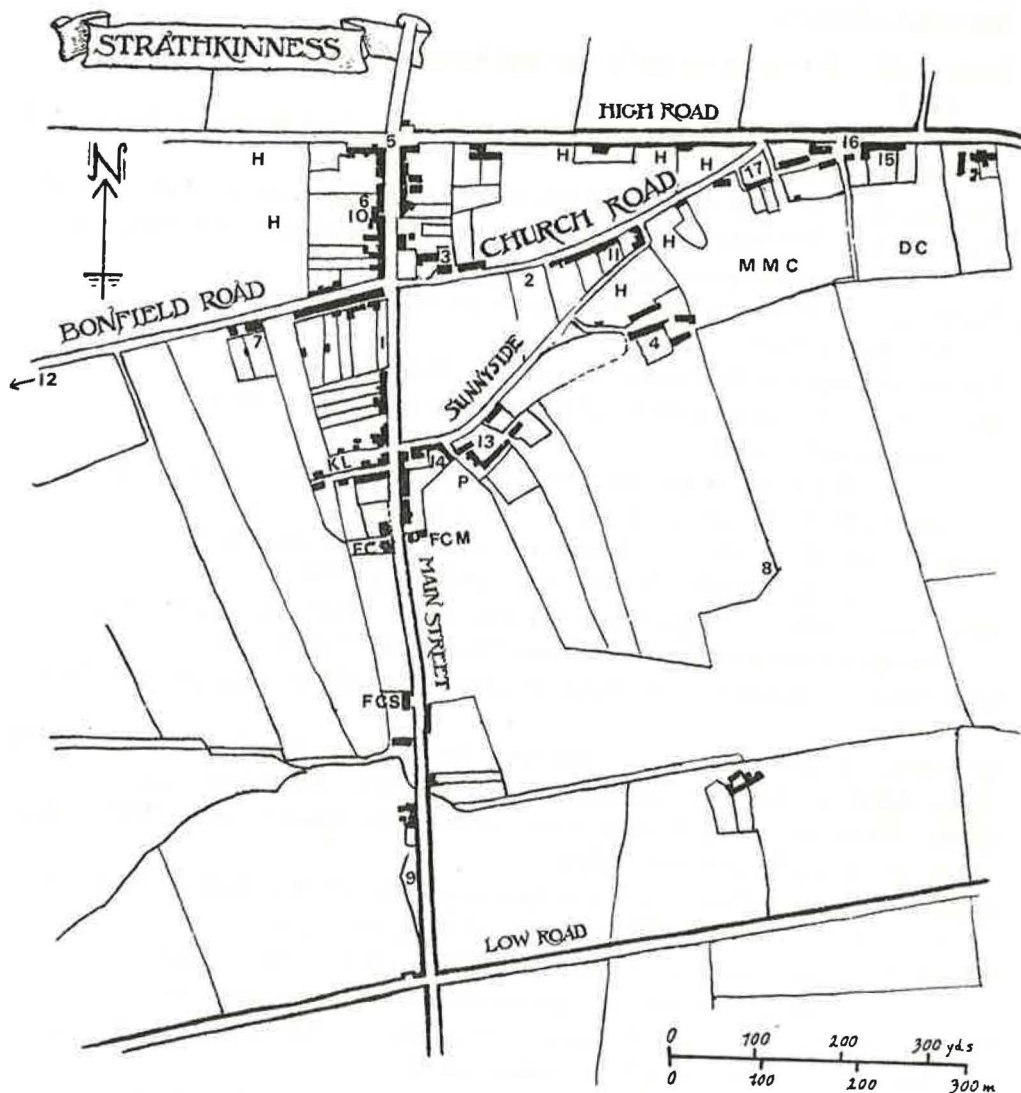 STRATHKINNESS
HIGH ROAD
N
5
16
H
H
H
H
17
15
6
10
H
CHURCH ROAD
H
11
3
MMC
DC
2
BONFIELD ROAD
H
7
1
4
12
SUNNYSIDE
13
KL
14
P
FC
FCM
8
MAIN STREET
FCS
9
LOW ROAD
0 100 200 300 yds
0 100 200 300 m